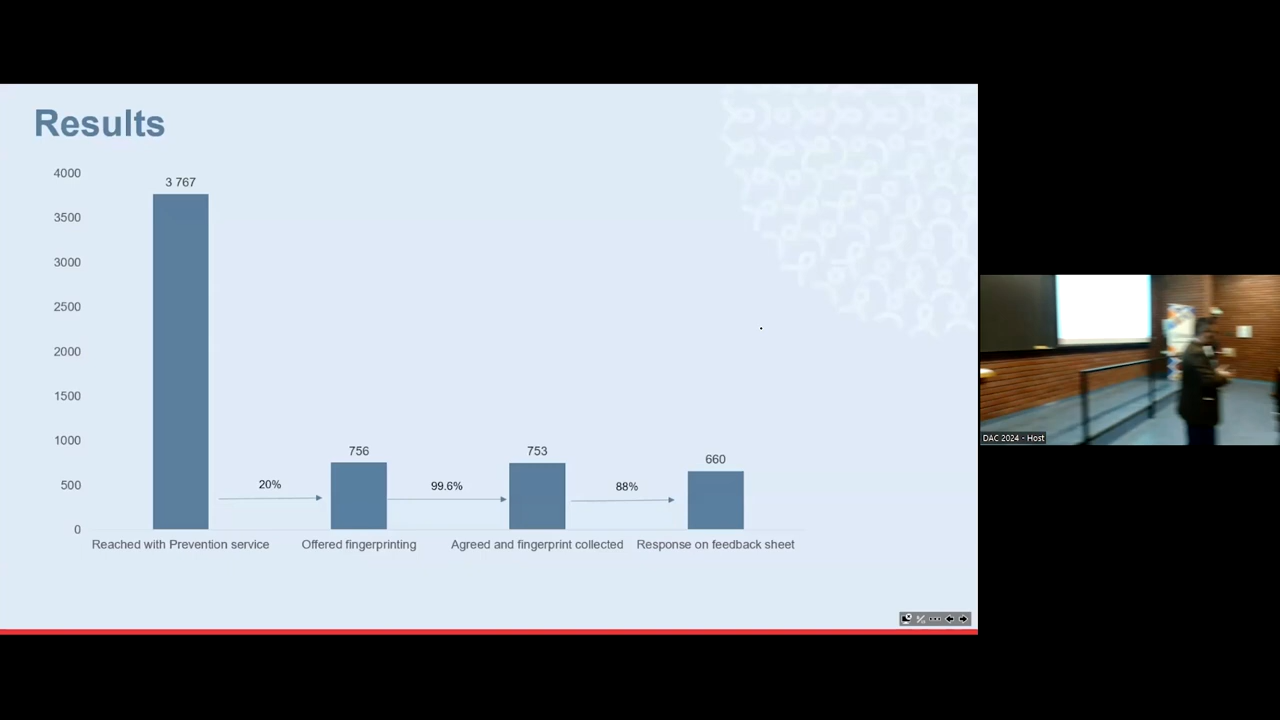 Results
4000
3500
3000
2500
2000
1500
1000
500
0
3 767
756
753
660
20%
99.6%
88%
Reached with Prevention service
Offered fingerprinting
Agreed and fingerprint collected
Response on feedback sheet
DAC 2024 - Host